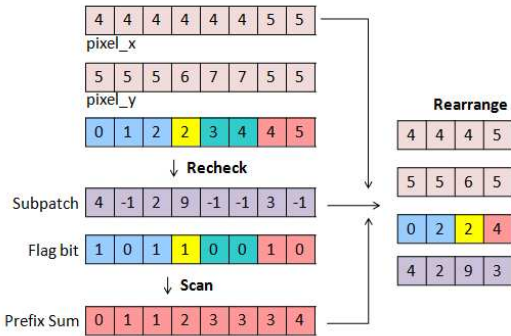 4 4 4 4 4 4 5 5
pixel_x
5 5 5 6 7 7 5 5
pixel_y
0 1 2 2 3 4 4 5
Recheck
Subpatch 4 -1 2 9 -1 -1 3 -1
Flag bit 1 0 1 1 0 0 1 0
Scan
Prefix Sum 0 1 1 2 3 3 3 4
Rearrange
4 4 4 5
5 5 6 5
0 2 2 4
4 2 9 3